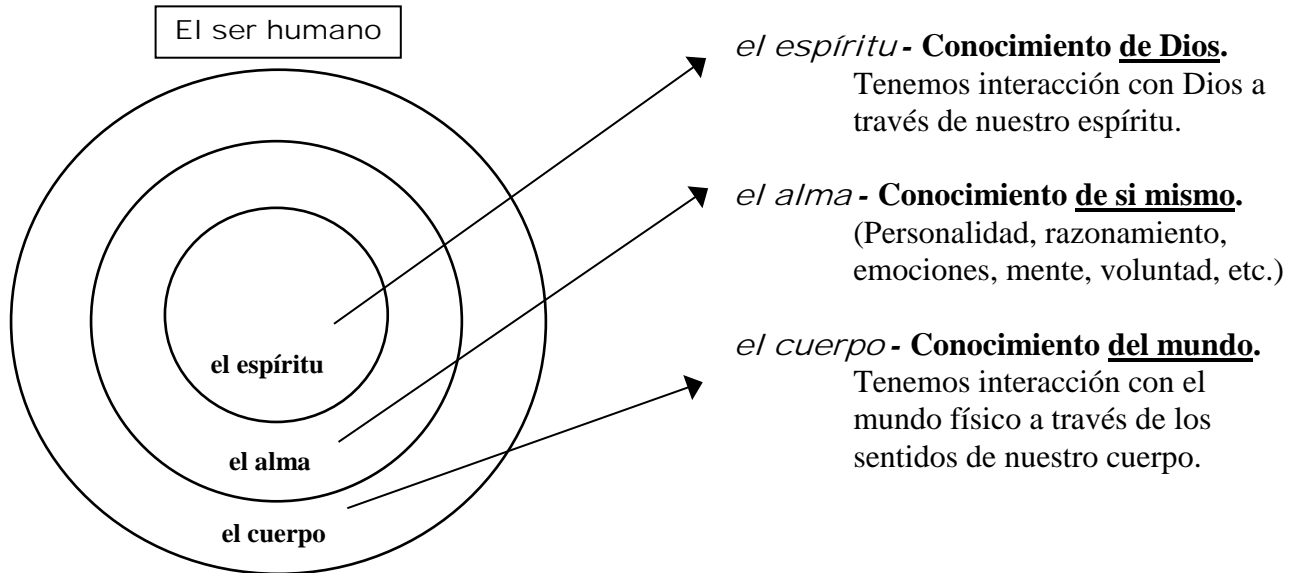 El ser humano
el espíritu
el alma
el cuerpo
el espíritu - Conocimiento de Dios.
Tenemos interacción con Dios a
través de nuestro espíritu.
el alma - Conocimiento de si mismo.
(Personalidad, razonamiento,
emociones, mente, voluntad, etc.)
el cuerpo - Conocimiento del mundo.
Tenemos interacción con el
mundo físico a través de los
sentidos de nuestro cuerpo.